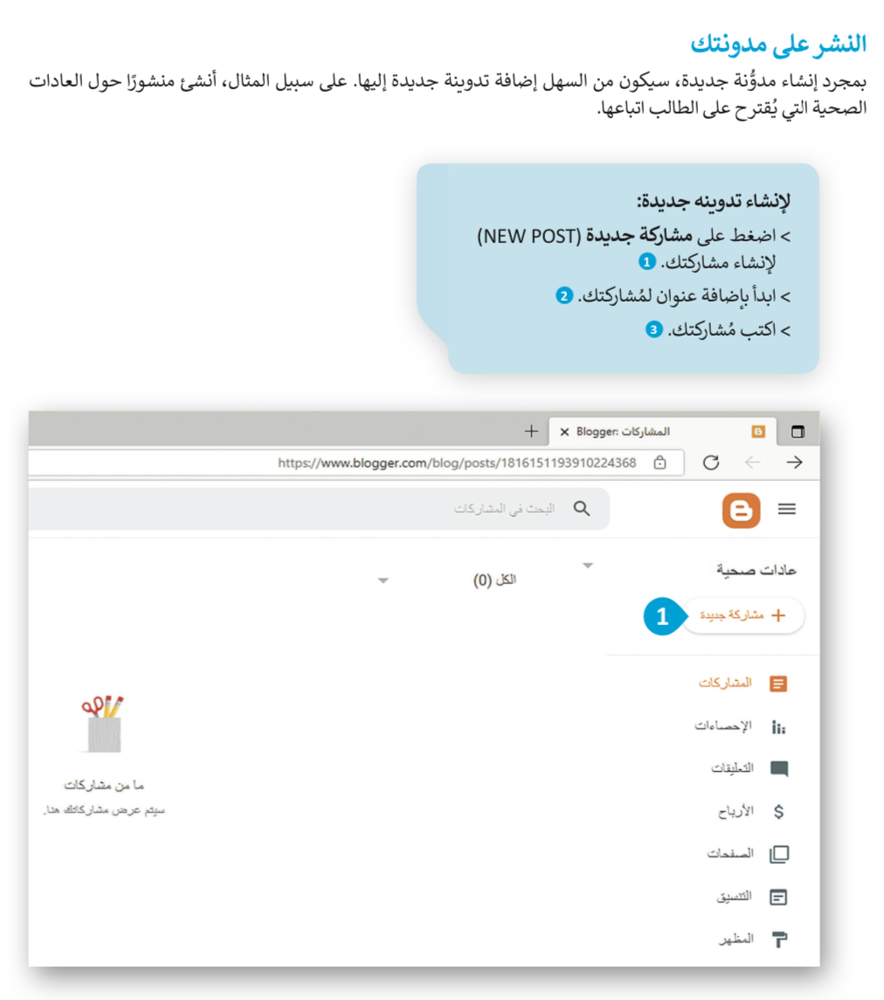 النشر على مدونتك
بمجرد إنشاء مدوَّنة جديدة، سيكون من السهل إضافة تدوينة جديدة إليها. على سبيل المثال، أنشئ منشورًا حول العادات
الصحية التي يُقترح على الطالب اتباعها.
لإنشاء تدوينه جديدة:
> اضغط على مشاركة جديدة (NEW POST)
لإنشاء مشاركتك. 1
> ابدأ بإضافة عنوان لمُشاركتك. 2
> اكتب مُشاركتك. 3
المشاركات :Blogger × +
https://www.blogger.com/blog/posts/1816151193910224368
البحث في المشاركات
عادات صحية
الكل (0)
+ مشاركة جديدة 1
المشاركات
الإحصاءات
التعليقات
الأرباح
الصفحات
التنسيق
المظهر
ما من مشاركات
سيتم عرض مشاركاتك هنا.